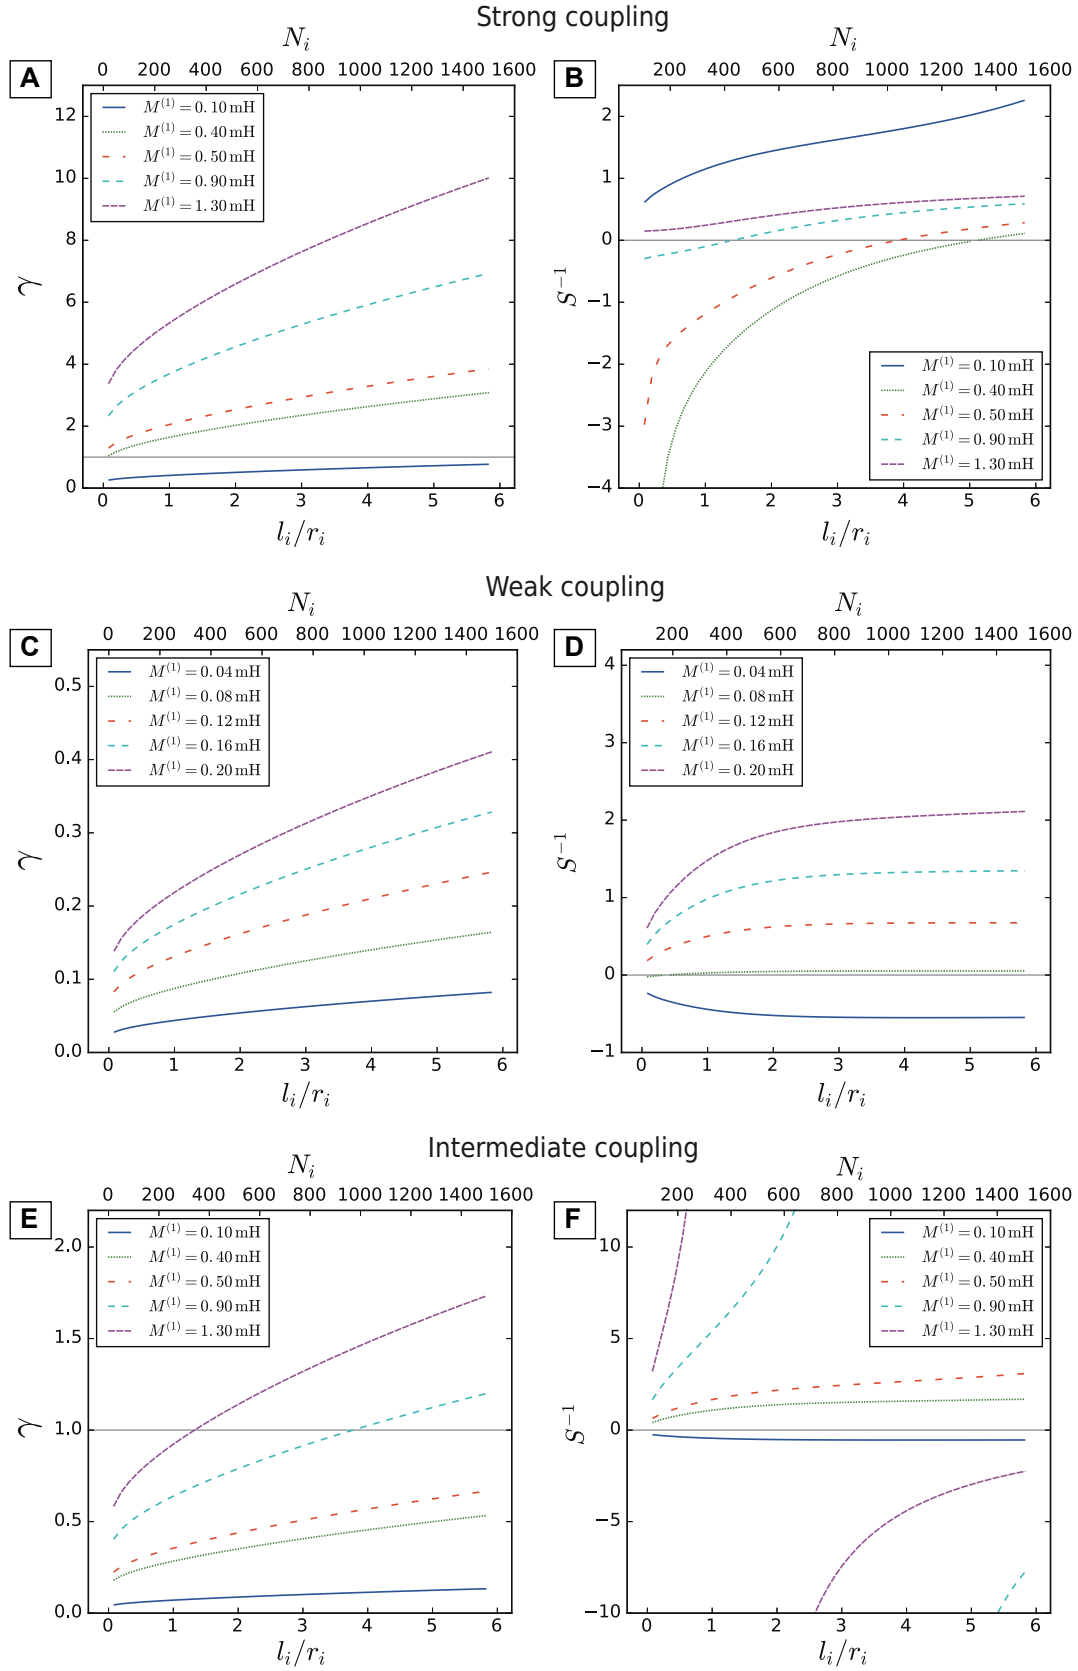 Strong coupling
N_i
A
0 200 400 600 800 1000 1200 1400 1600
M^(1) = 0.10 mH
M^(1) = 0.40 mH
M^(1) = 0.50 mH
M^(1) = 0.90 mH
M^(1) = 1.30 mH
12
10
8
6
4
2
0
γ
0 1 2 3 4 5 6
l_i/r_i
N_i
B
200 400 600 800 1000 1200 1400 1600
2
1
0
−1
−2
−3
−4
S^−1
M^(1) = 0.10 mH
M^(1) = 0.40 mH
M^(1) = 0.50 mH
M^(1) = 0.90 mH
M^(1) = 1.30 mH
0 1 2 3 4 5 6
l_i/r_i
Weak coupling
N_i
C
0 200 400 600 800 1000 1200 1400 1600
M^(1) = 0.04 mH
M^(1) = 0.08 mH
M^(1) = 0.12 mH
M^(1) = 0.16 mH
M^(1) = 0.20 mH
0.5
0.4
0.3
0.2
0.1
0.0
γ
0 1 2 3 4 5 6
l_i/r_i
N_i
D
200 400 600 800 1000 1200 1400 1600
M^(1) = 0.04 mH
M^(1) = 0.08 mH
M^(1) = 0.12 mH
M^(1) = 0.16 mH
M^(1) = 0.20 mH
4
3
2
1
0
−1
S^−1
0 1 2 3 4 5 6
l_i/r_i
Intermediate coupling
N_i
E
0 200 400 600 800 1000 1200 1400 1600
M^(1) = 0.10 mH
M^(1) = 0.40 mH
M^(1) = 0.50 mH
M^(1) = 0.90 mH
M^(1) = 1.30 mH
2.0
1.5
1.0
0.5
0.0
γ
0 1 2 3 4 5 6
l_i/r_i
N_i
F
200 400 600 800 1000 1200 1400 1600
M^(1) = 0.10 mH
M^(1) = 0.40 mH
M^(1) = 0.50 mH
M^(1) = 0.90 mH
M^(1) = 1.30 mH
10
5
0
−5
−10
S^−1
0 1 2 3 4 5 6
l_i/r_i